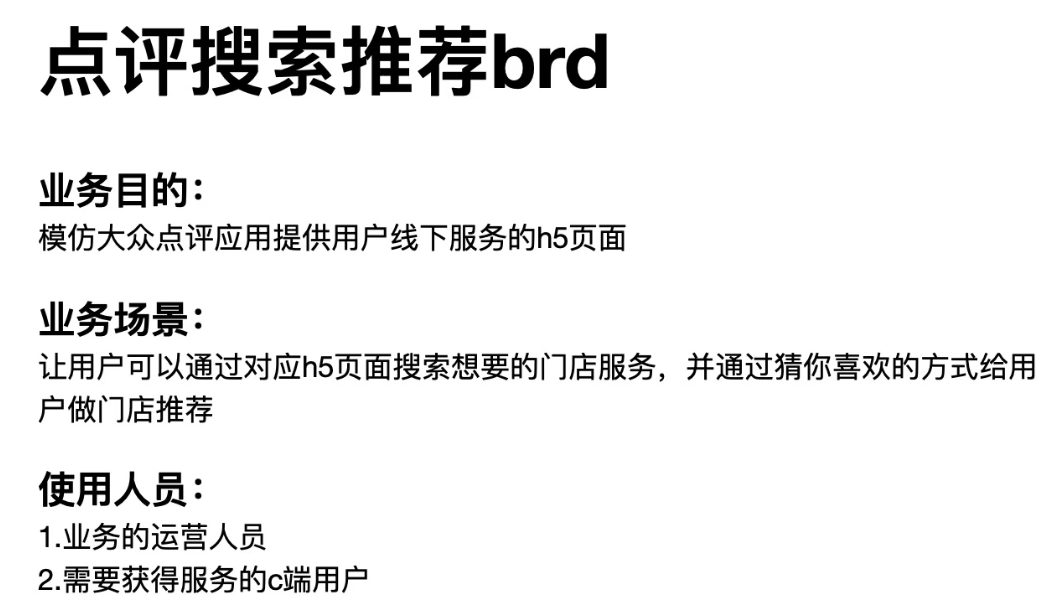 点评搜索推荐brd
业务目的：
模仿大众点评应用提供用户线下服务的h5页面
业务场景：
让用户可以通过对应h5页面搜索想要的门店服务，并通过猜你喜欢的方式给用
户做门店推荐
使用人员：
1.业务的运营人员
2.需要获得服务的c端用户